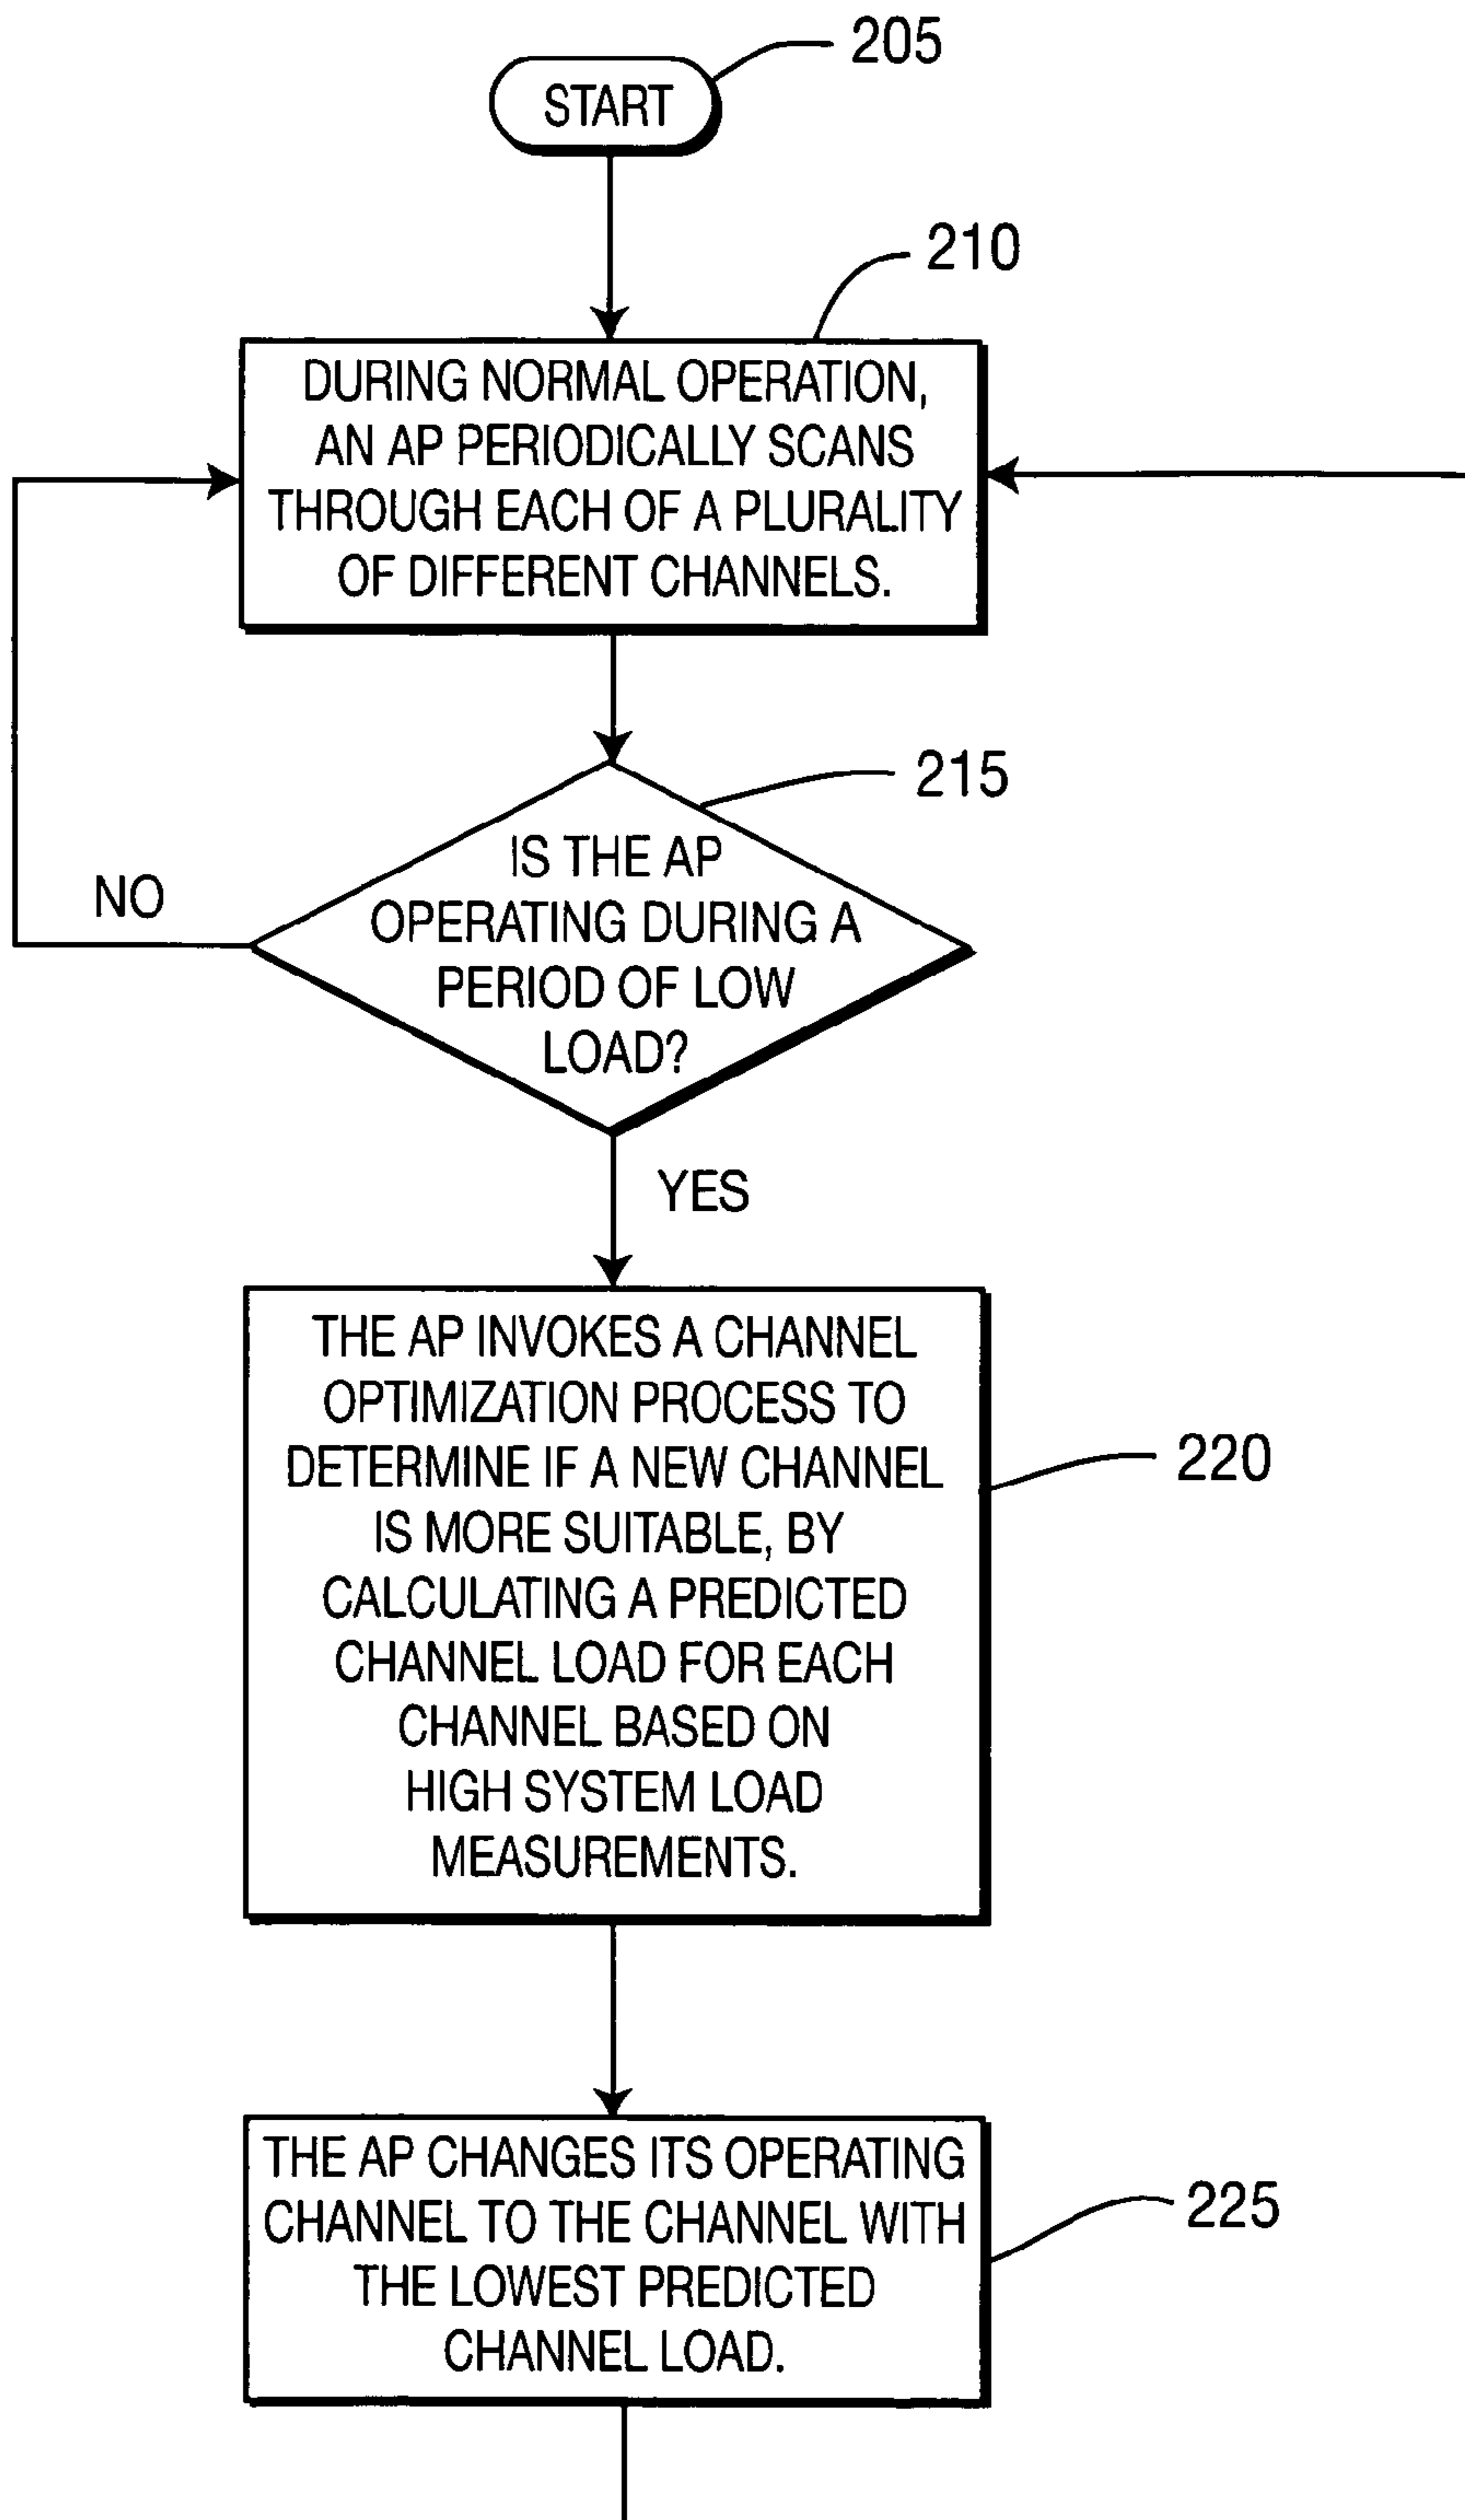 205
START
210
DURING NORMAL OPERATION,
AN AP PERIODICALLY SCANS
THROUGH EACH OF A PLURALITY
OF DIFFERENT CHANNELS.
215
IS THE AP
OPERATING DURING A
PERIOD OF LOW
LOAD?
NO
YES
THE AP INVOKES A CHANNEL
OPTIMIZATION PROCESS TO
DETERMINE IF A NEW CHANNEL
IS MORE SUITABLE, BY
CALCULATING A PREDICTED
CHANNEL LOAD FOR EACH
CHANNEL BASED ON
HIGH SYSTEM LOAD
MEASUREMENTS.
220
THE AP CHANGES ITS OPERATING
CHANNEL TO THE CHANNEL WITH
THE LOWEST PREDICTED
CHANNEL LOAD.
225